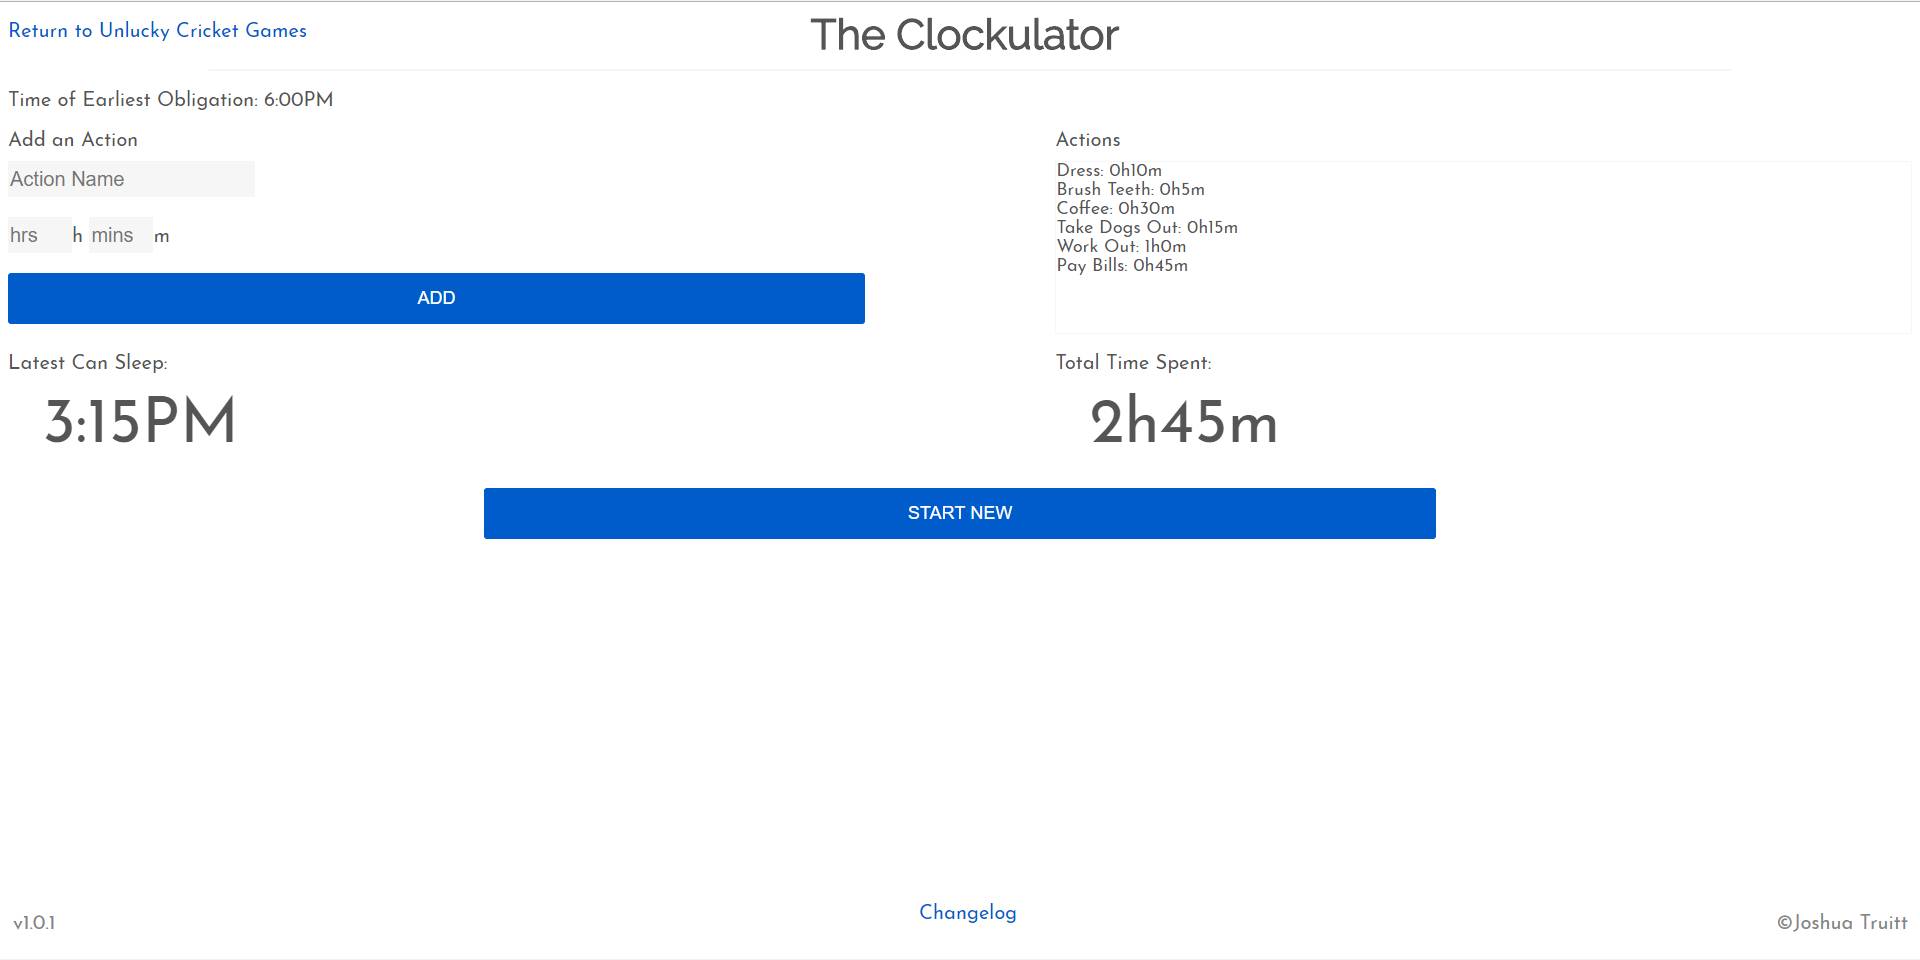 Return to Unlucky Cricket Games
The Clockulator
Time of Earliest Obligation: 6:00PM
Add an Action
Action Name
hrs h mins m
ADD
Actions
Dress: 0h10m
Brush Teeth: 0h5m
Coffee: 0h30m
Take Dogs Out: 0h15m
Work Out: 1h0m
Pay Bills: 0h45m
Latest Can Sleep:
3:15PM
Total Time Spent:
2h45m
START NEW
Changelog
v1.0.1
©Joshua Truitt